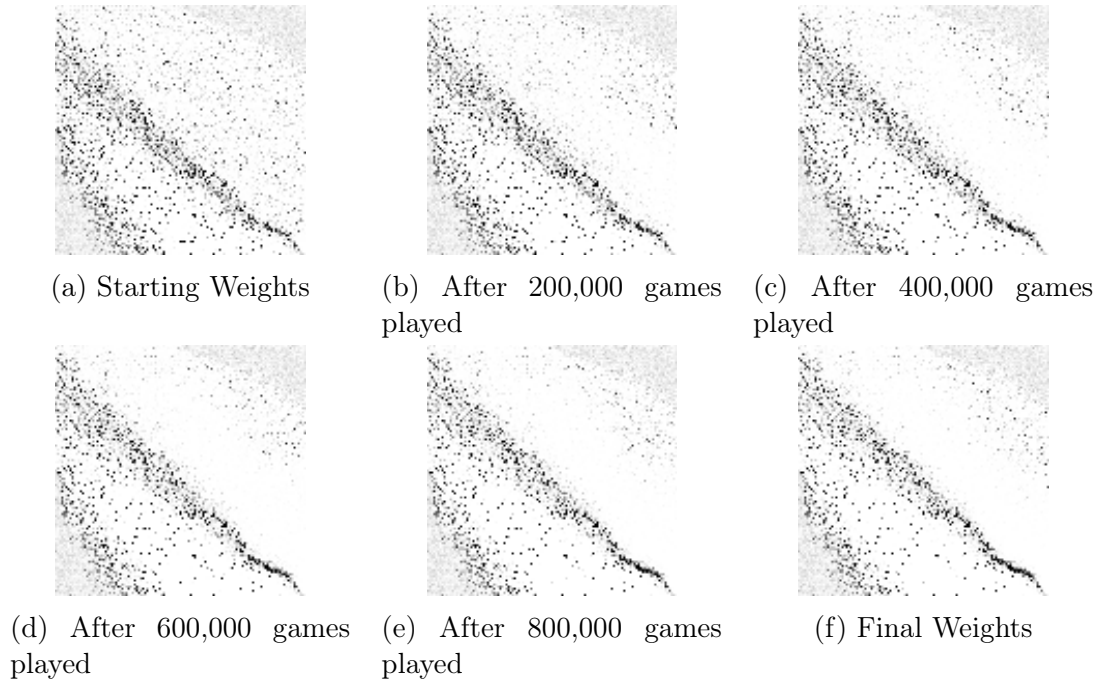 (a) Starting Weights
(b) After 200,000 games
played
(c) After 400,000 games
played
(d) After 600,000 games
played
(e) After 800,000 games
played
(f) Final Weights